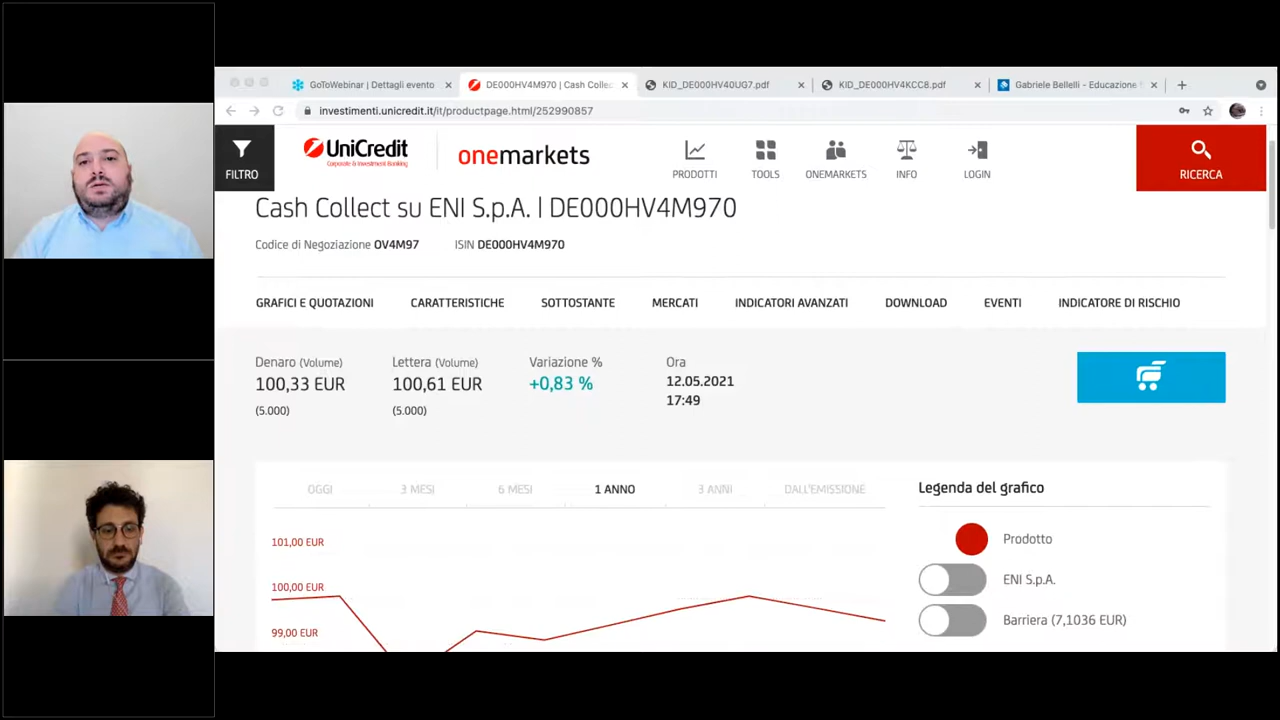 GoToWebinar | Dettagli evento
DE000HV4M970 | Cash Collec
KID_DE000HV40UG7.pdf
KID_DE000HV4KCC8.pdf
Gabriele Bellelli - Educazione
investimenti.unicredit.it/it/productpage.html/252990857
FILTRO
UniCredit
Corporate & Investment Banking
onemarkets
PRODOTTI
TOOLS
ONEMARKETS
INFO
LOGIN
RICERCA
Cash Collect su ENI S.p.A. | DE000HV4M970
Codice di Negoziazione OV4M97 ISIN DE000HV4M970
GRAFICI E QUOTAZIONI CARATTERISTICHE SOTTOSTANTE MERCATI INDICATORI AVANZATI DOWNLOAD EVENTI INDICATORE DI RISCHIO
Denaro (Volume) Lettera (Volume) Variazione % Ora
100,33 EUR 100,61 EUR +0,83 % 12.05.2021
17:49
(5.000) (5.000)
OGGI 3 MESI 6 MESI 1 ANNO 3 ANNI DALL'EMISSIONE
Legenda del grafico
101,00 EUR
Prodotto
100,00 EUR
ENI S.p.A.
99,00 EUR
Barriera (7,1036 EUR)